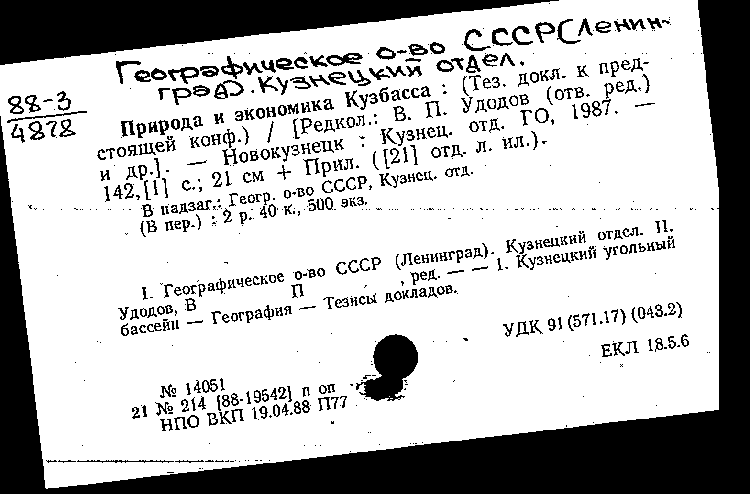 Географическое о-во СССР (Ленин-
град). Кузнецкий отдел.
88-3
4878
Природа и экономика Кузбасса : (Тез. докл. к пред-
стоящей конф.) / [Редкол.: В. П. Удодов (отв. ред.)
и др.]. — Новокузнецк : Кузнец. отд. ГО, 1987. —
142,[1] с.; 21 см + Прил. ([21] отд. л. ил.).
В надзаг.: Геогр. о-во СССР, Кузнец. отд.
(В пер.) : 2 р. 40 к., 500 экз.
I. Географическое о-во СССР (Ленинград). Кузнецкий отдел. II.
Удодов, В П , ред. — — 1. Кузнецкий угольный
бассейн — География — Тезисы докладов.
УДК 91(571.17)(043.2)
ЕКЛ 18.5.6
№ 14051
21 № 214 [88-19542] п оп
НПО ВКП 19.04.88 П77